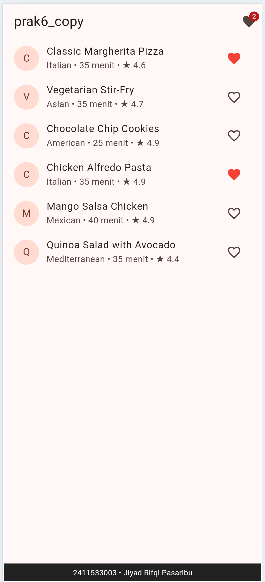 prak6_copy
2
C
Classic Margherita Pizza
Italian • 35 menit • ★ 4.6
V
Vegetarian Stir-Fry
Asian • 35 menit • ★ 4.7
C
Chocolate Chip Cookies
American • 25 menit • ★ 4.9
C
Chicken Alfredo Pasta
Italian • 35 menit • ★ 4.9
M
Mango Salsa Chicken
Mexican • 40 menit • ★ 4.9
Q
Quinoa Salad with Avocado
Mediterranean • 35 menit • ★ 4.4
2411533003 • Jiyad Rifqi Pasaribu